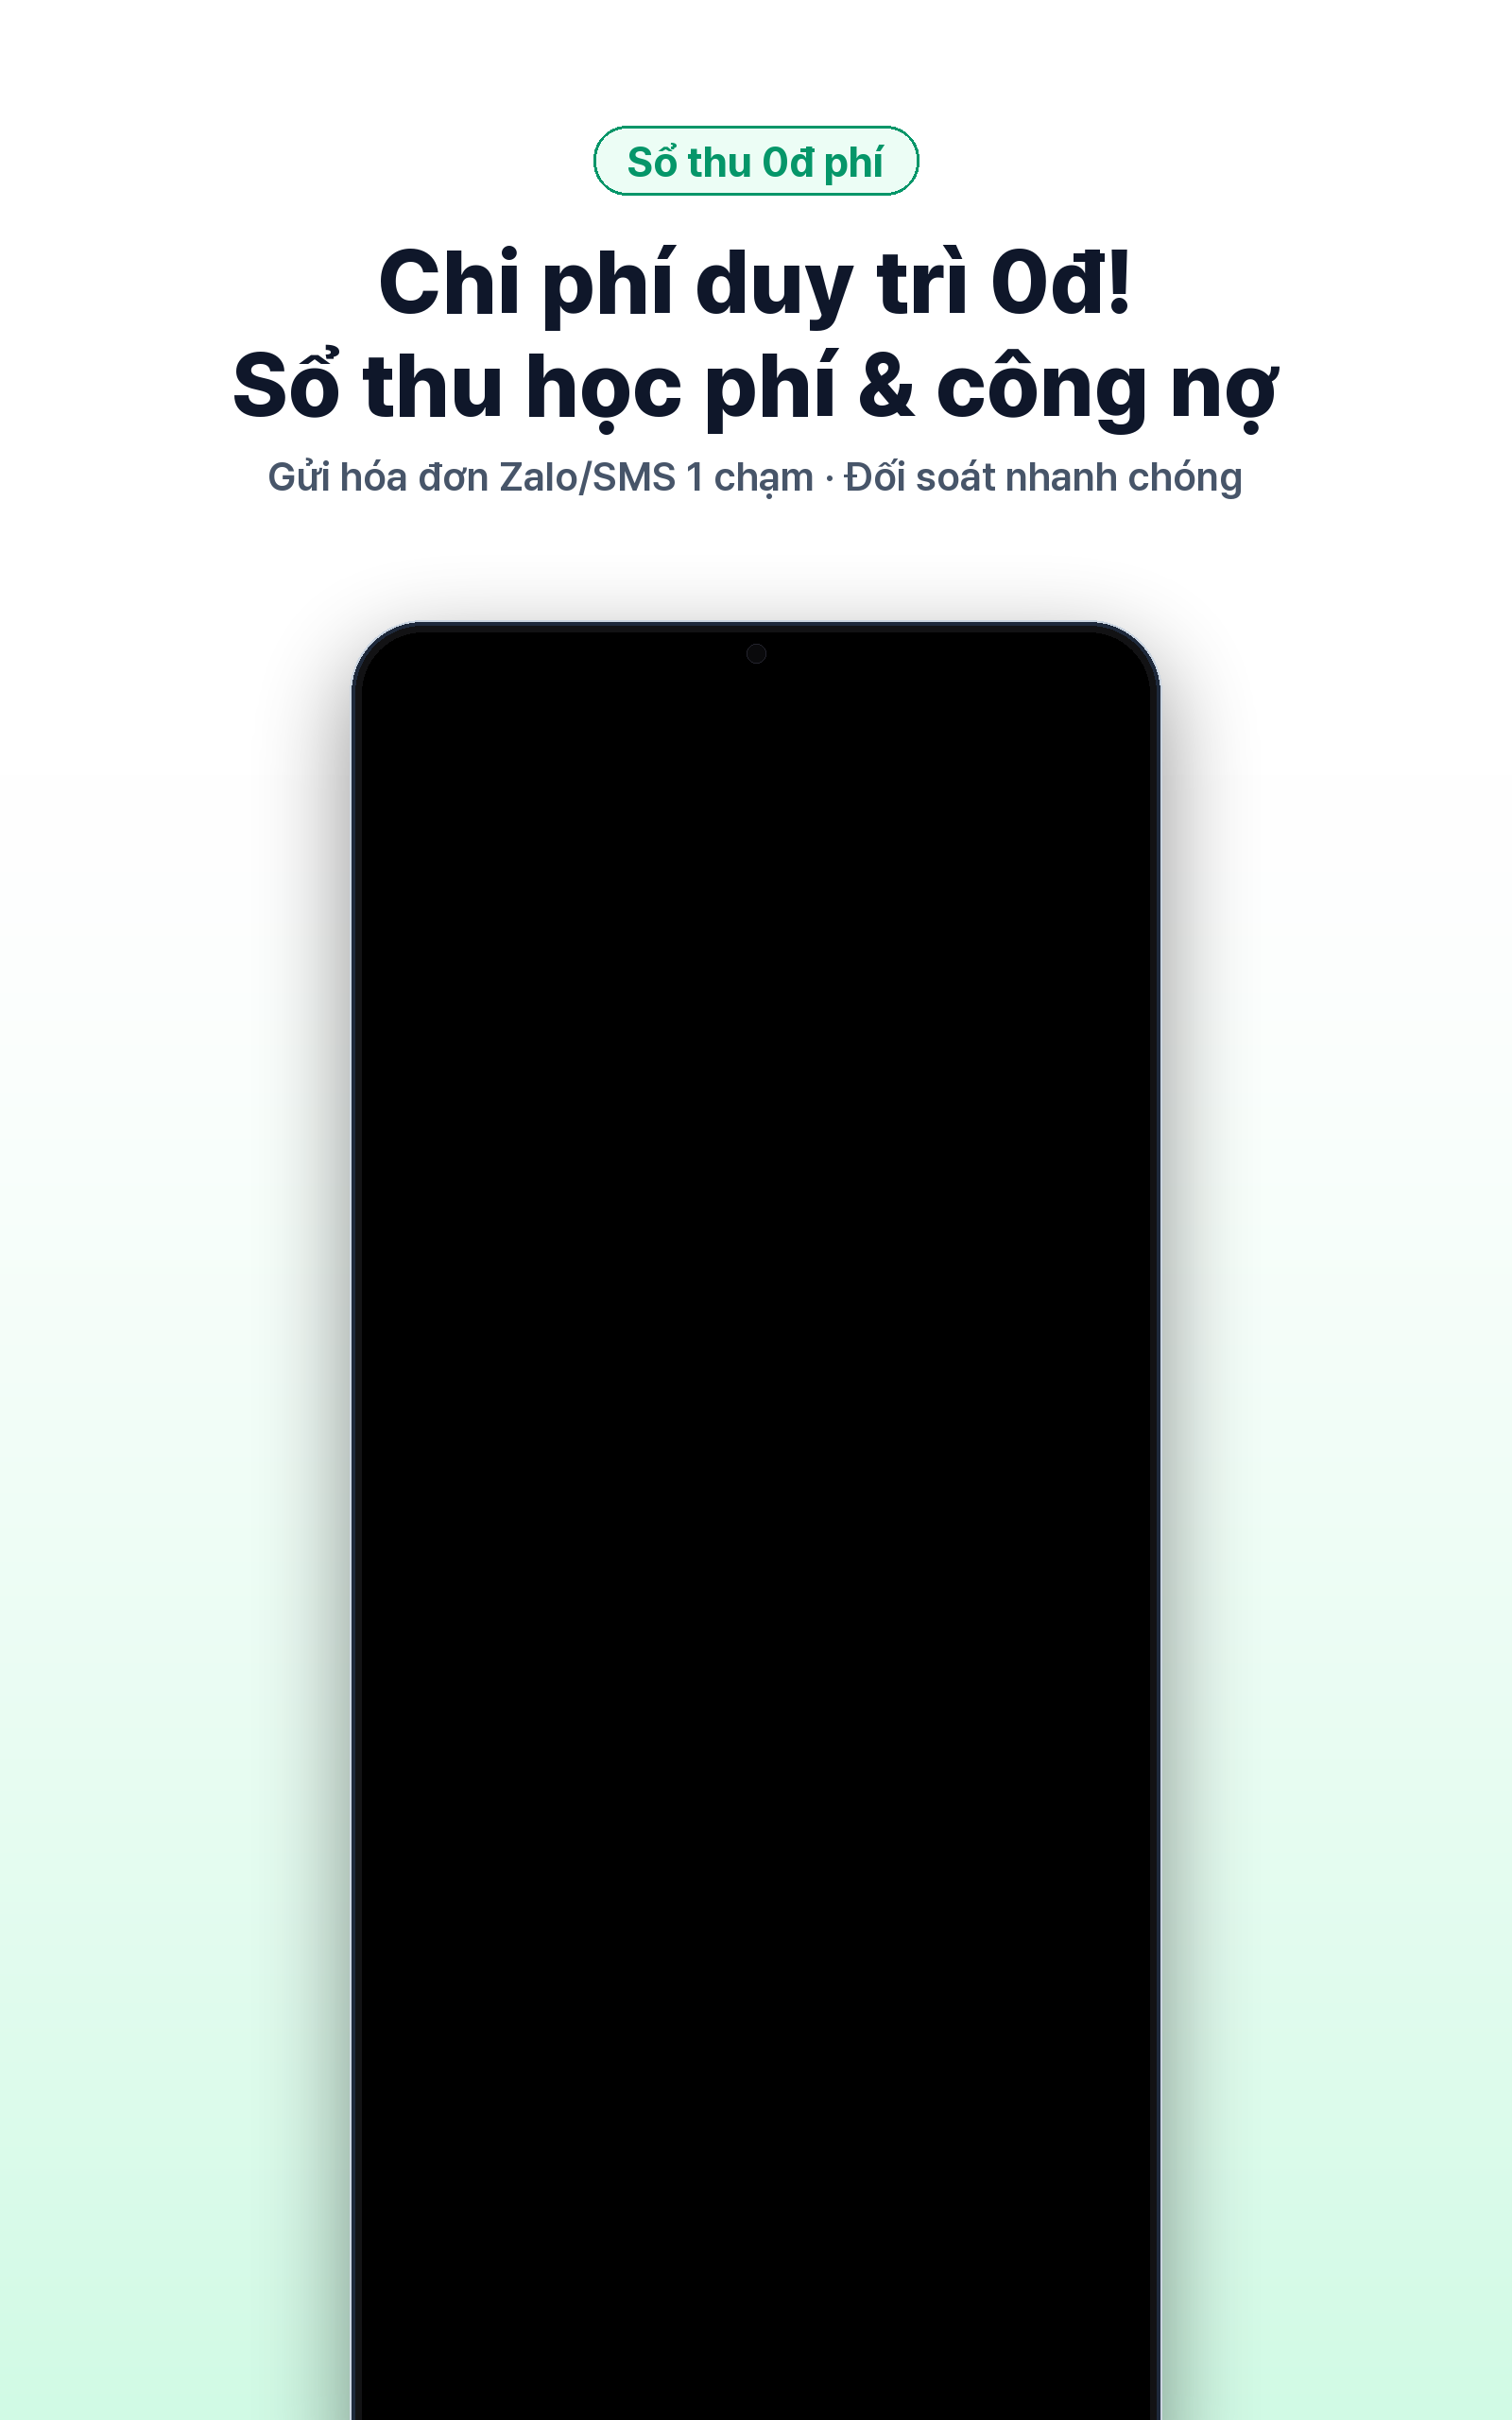 Sổ thu 0đ phí
Chi phí duy trì 0đ!
Sổ thu học phí & công nợ
Gửi hóa đơn Zalo/SMS 1 chạm · Đối soát nhanh chóng